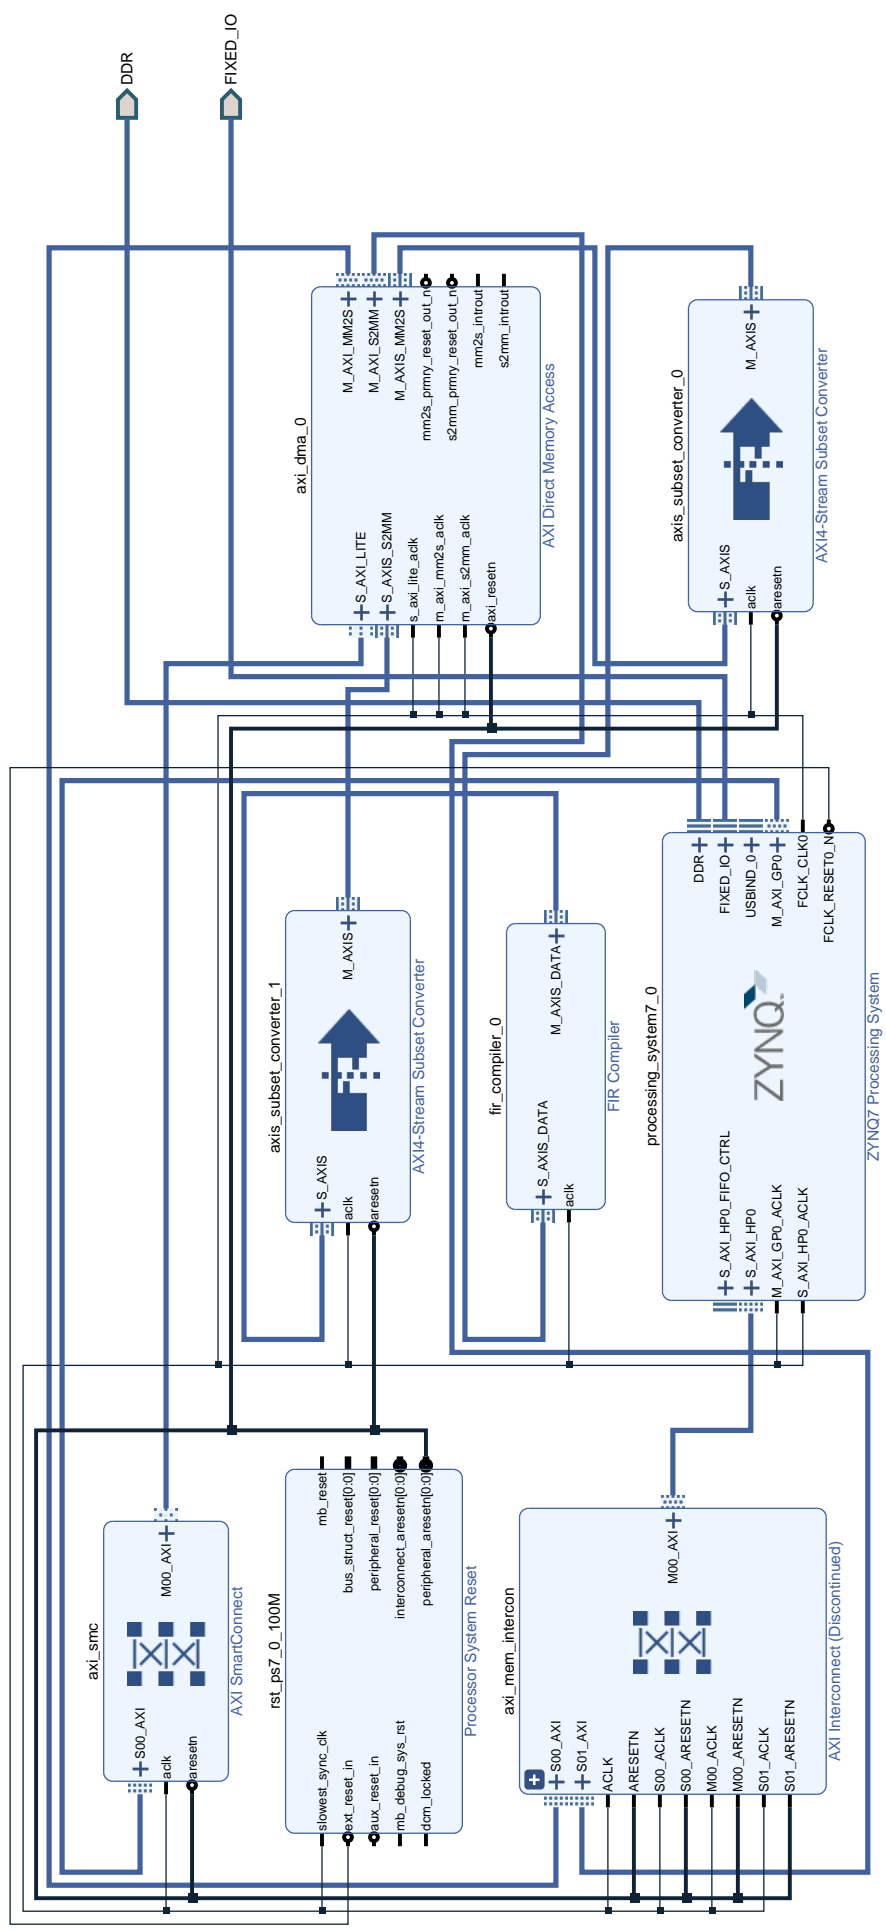 DDR
FIXED_IO
axi_dma_0
S_AXI_LITE
S_AXIS_S2MM
s_axi_lite_aclk
m_axi_mm2s_aclk
m_axi_s2mm_aclk
axi_resetn
M_AXI_MM2S
M_AXI_S2MM
M_AXIS_MM2S
mm2s_prmry_reset_out_n
s2mm_prmry_reset_out_n
mm2s_introut
s2mm_introut
AXI Direct Memory Access
axis_subset_converter_0
S_AXIS
aclk
aresetn
M_AXIS
AXI4-Stream Subset Converter
axis_subset_converter_1
S_AXIS
aclk
aresetn
M_AXIS
AXI4-Stream Subset Converter
fir_compiler_0
S_AXIS_DATA
aclk
M_AXIS_DATA
FIR Compiler
processing_system7_0
S_AXI_HP0_FIFO_CTRL
S_AXI_HP0
M_AXI_GP0_ACLK
S_AXI_HP0_ACLK
ZYNQ
DDR
FIXED_IO
USBIND_0
M_AXI_GP0
FCLK_CLK0
FCLK_RESET0_N
ZYNQ7 Processing System
axi_smc
S00_AXI
aclk
aresetn
M00_AXI
AXI SmartConnect
rst_ps7_0_100M
slowest_sync_clk
ext_reset_in
aux_reset_in
mb_debug_sys_rst
dcm_locked
mb_reset
bus_struct_reset[0:0]
peripheral_reset[0:0]
interconnect_aresetn[0:0]
peripheral_aresetn[0:0]
Processor System Reset
axi_mem_intercon
S00_AXI
S01_AXI
ACLK
ARESETN
S00_ACLK
S00_ARESETN
M00_ACLK
M00_ARESETN
S01_ACLK
S01_ARESETN
M00_AXI
AXI Interconnect (Discontinued)